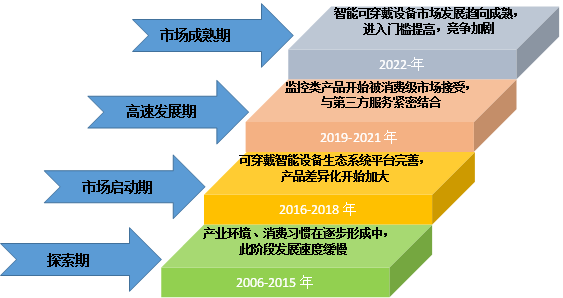 市场成熟期
智能可穿戴设备市场发展趋向成熟，
进入门槛提高，竞争加剧
2022-年
高速发展期
监控类产品开始被消费级市场接受，
与第三方服务紧密结合
2019-2021 年
市场启动期
可穿戴智能设备生态系统平台完善，
产品差异化开始加大
2016-2018 年
探索期
产业环境、消费习惯在逐步形成中，
此阶段发展速度缓慢
2006-2015 年